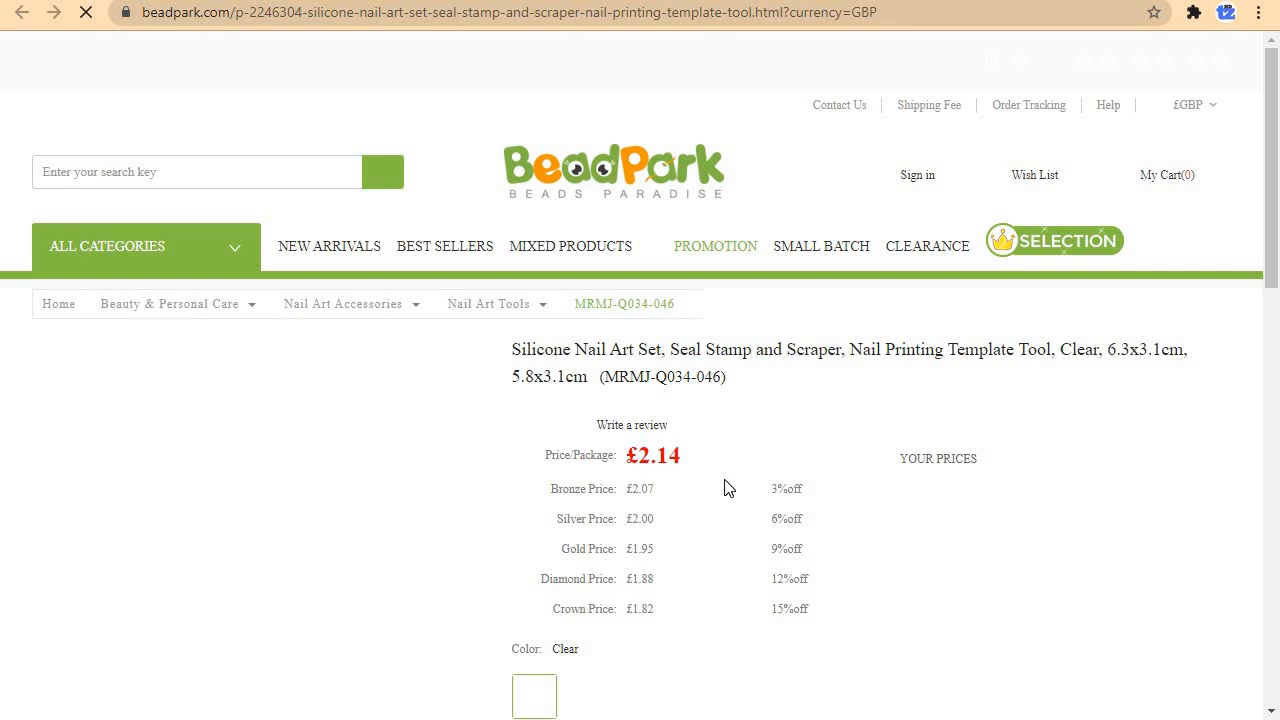 beadpark.com/p-2246304-silicone-nail-art-set-seal-stamp-and-scraper-nail-printing-template-tool.html?currency=GBP
Contact Us
Shipping Fee
Order Tracking
Help
£GBP
Enter your search key
BeadPark
BEADS PARADISE
Sign in
Wish List
My Cart(0)
ALL CATEGORIES
NEW ARRIVALS
BEST SELLERS
MIXED PRODUCTS
PROMOTION
SMALL BATCH
CLEARANCE
SELECTION
Home
Beauty & Personal Care
Nail Art Accessories
Nail Art Tools
MRMJ-Q034-046
Silicone Nail Art Set, Seal Stamp and Scraper, Nail Printing Template Tool, Clear, 6.3x3.1cm,
5.8x3.1cm (MRMJ-Q034-046)
Write a review
Price/Package: £2.14
YOUR PRICES
Bronze Price: £2.07 3%off
Silver Price: £2.00 6%off
Gold Price: £1.95 9%off
Diamond Price: £1.88 12%off
Crown Price: £1.82 15%off
Color: Clear